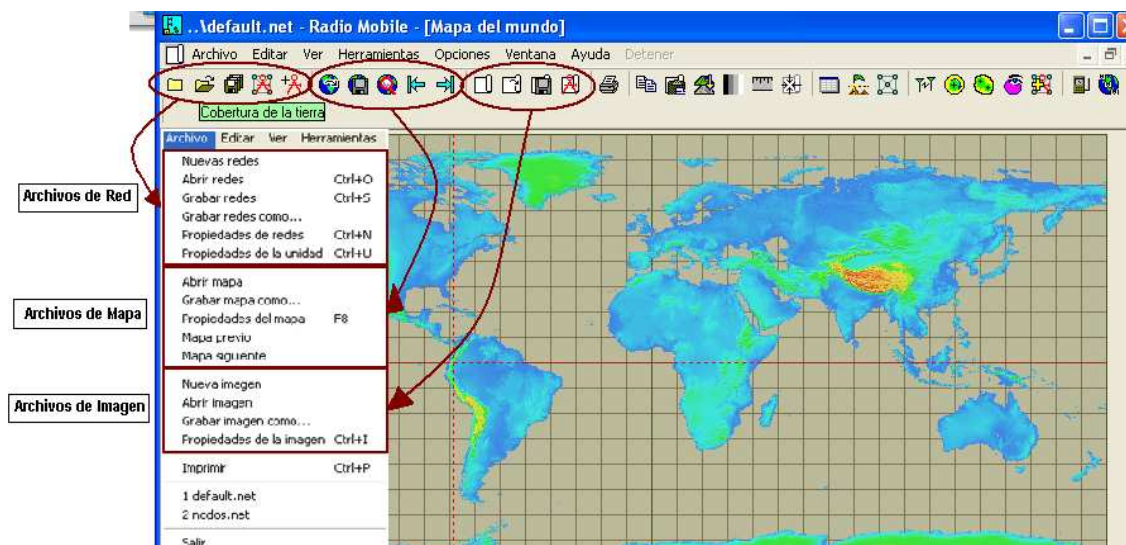 ..\default.net - Radio Mobile - [Mapa del mundo]
Archivo Editar Ver Herramientas Opciones Ventana Ayuda Detener
Cobertura de la tierra
Archivo Editar Ver Herramientas
Nuevas redes
Abrir redes Ctrl+O
Grabar redes Ctrl+S
Grabar redes como...
Propiedades de redes Ctrl+N
Propiedades de la unidad Ctrl+U
Archivos de Red
Abrir mapa
Grabar mapa como...
Propiedades del mapa F8
Mapa previo
Mapa siguiente
Archivos de Mapa
Nueva imagen
Abrir imagen
Grabar imagen como...
Propiedades de la imagen Ctrl+I
Archivos de Imagen
Imprimir Ctrl+P
1 default.net
2 nodos.net
Salir